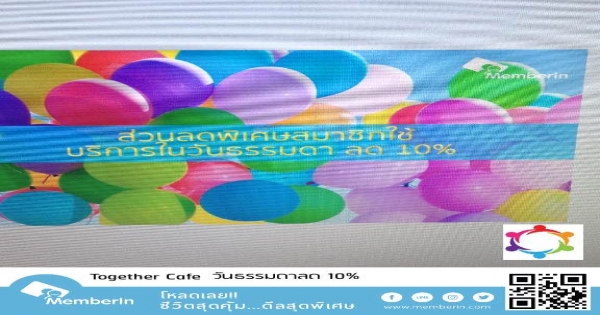 MemberIn
ส่วนลดพิเศษสมาชิกใช้
บริการในวันธรรมดา ลด 10%
Together Cafe วันธรรมดาลด 10%
MemberIn
โหลดเลย!!
ชีวิตสุดคุ้ม...ดีลสุดพิเศษ
www.memberin.com